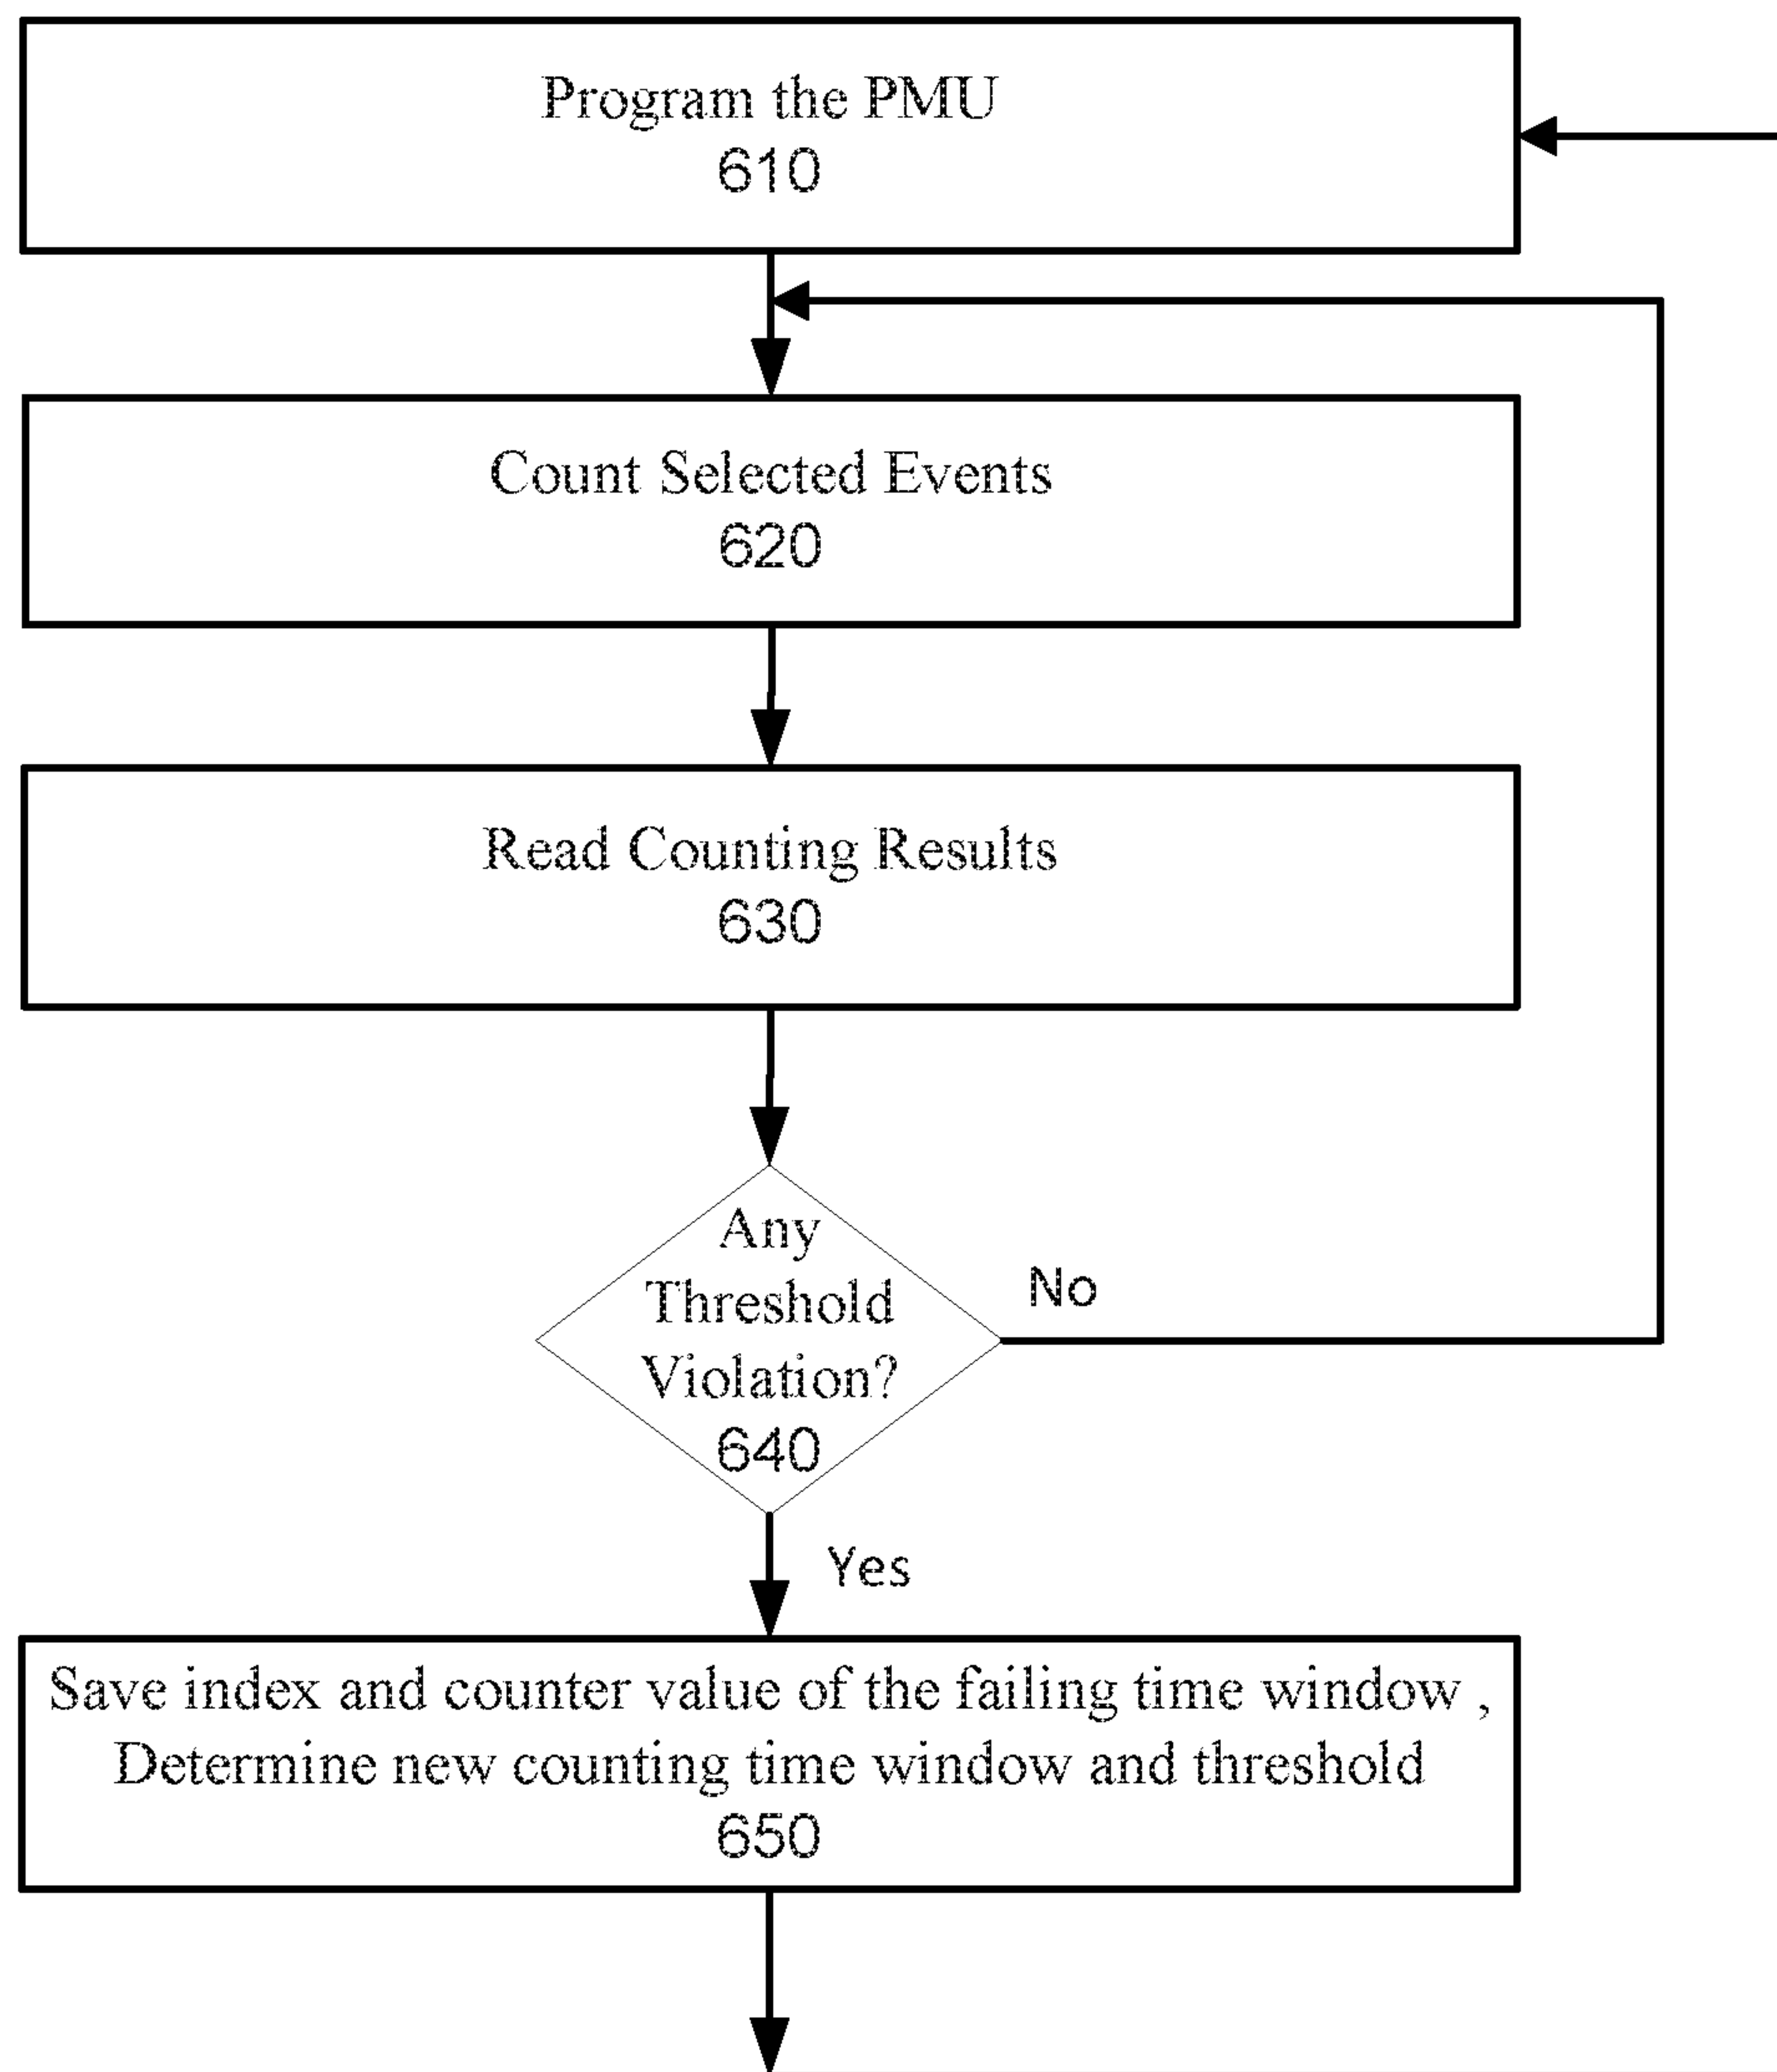 Program the PMU
610
Count Selected Events
620
Read Counting Results
630
Any
Threshold
Violation?
640
No
Yes
Save index and counter value of the failing time window ,
Determine new counting time window and threshold
650